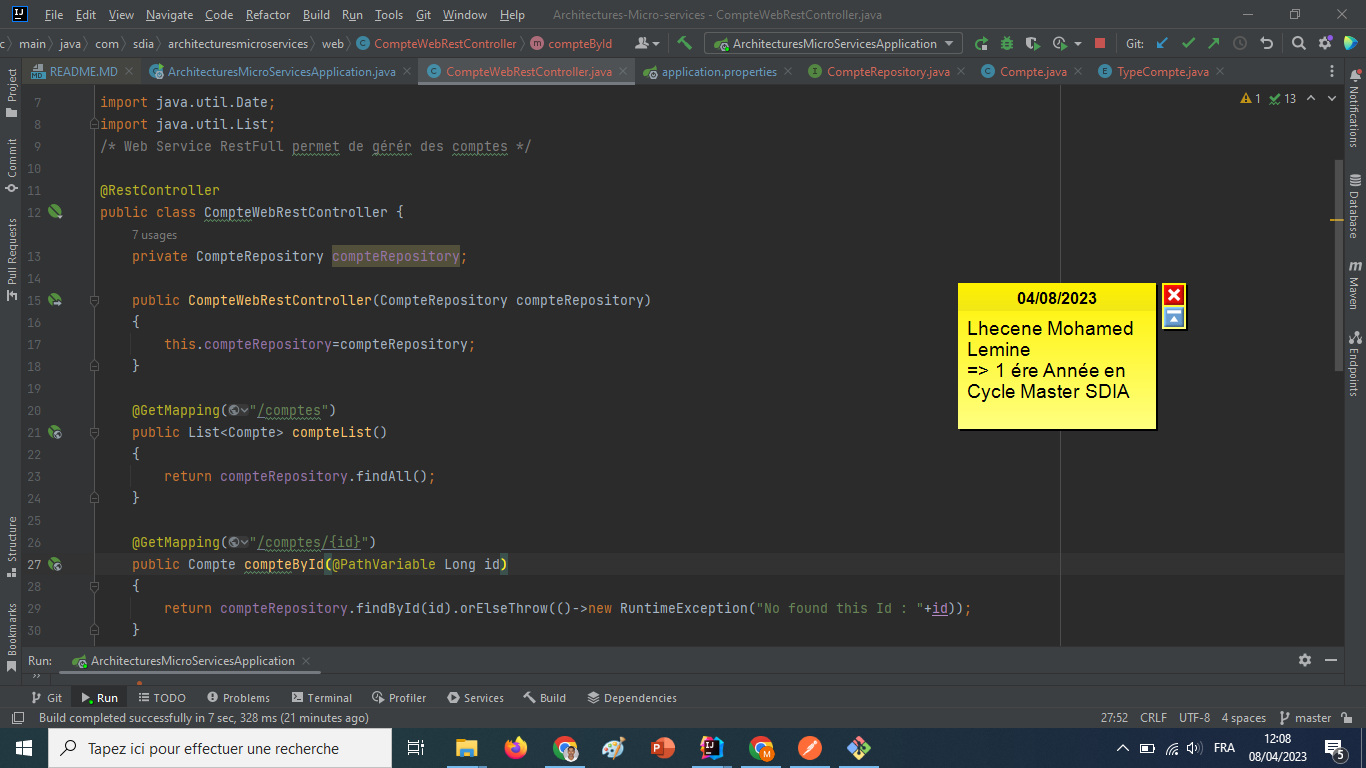 File Edit View Navigate Code Refactor Build Run Tools Git Window Help Architectures-Micro-services - CompteWebRestController.java
main java com sdia architecturesmicroservices web CompteWebRestController compteById ArchitecturesMicroServicesApplication Git:
README.MD ArchitecturesMicroServicesApplication.java CompteWebRestController.java application.properties CompteRepository.java Compte.java TypeCompte.java
Project
Commit
Pull Requests
Structure
Bookmarks
1 13
7 import java.util.Date;
8 import java.util.List;
9 /* Web Service RestFull permet de gérér des comptes */
10
11 @RestController
12 public class CompteWebRestController {
7 usages
13 private CompteRepository compteRepository;
14
15 public CompteWebRestController(CompteRepository compteRepository)
16 {
17 this.compteRepository=compteRepository;
18 }
19
20 @GetMapping("/comptes")
21 public List<Compte> compteList()
22 {
23 return compteRepository.findAll();
24 }
25
26 @GetMapping("/comptes/{id}")
27 public Compte compteById(@PathVariable Long id)
28 {
29 return compteRepository.findById(id).orElseThrow(()->new RuntimeException("No found this Id : "+id));
30 }
04/08/2023
Lhecene Mohamed
Lemine
=> 1 ére Année en
Cycle Master SDIA
Notifications
Database
Maven
Endpoints
Run: ArchitecturesMicroServicesApplication
Git Run TODO Problems Terminal Profiler Services Build Dependencies
Build completed successfully in 7 sec, 328 ms (21 minutes ago) 27:52 CRLF UTF-8 4 spaces master
Tapez ici pour effectuer une recherche
FRA
12:08
08/04/2023
5